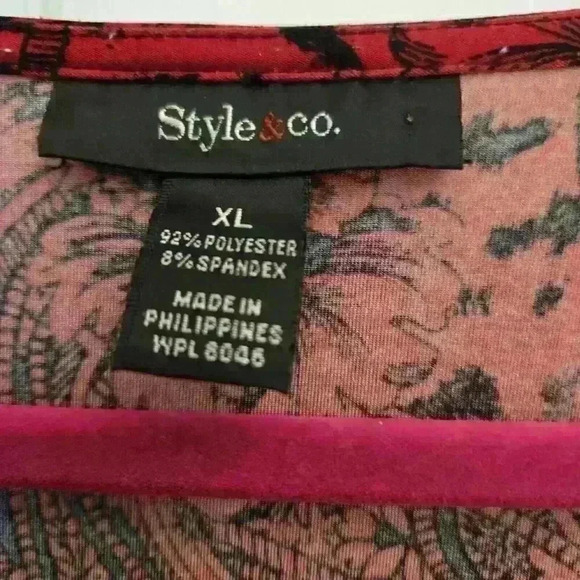 Style&co.
XL
92% POLYESTER
8% SPANDEX
MADE IN
PHILIPPINES
WPL 8046